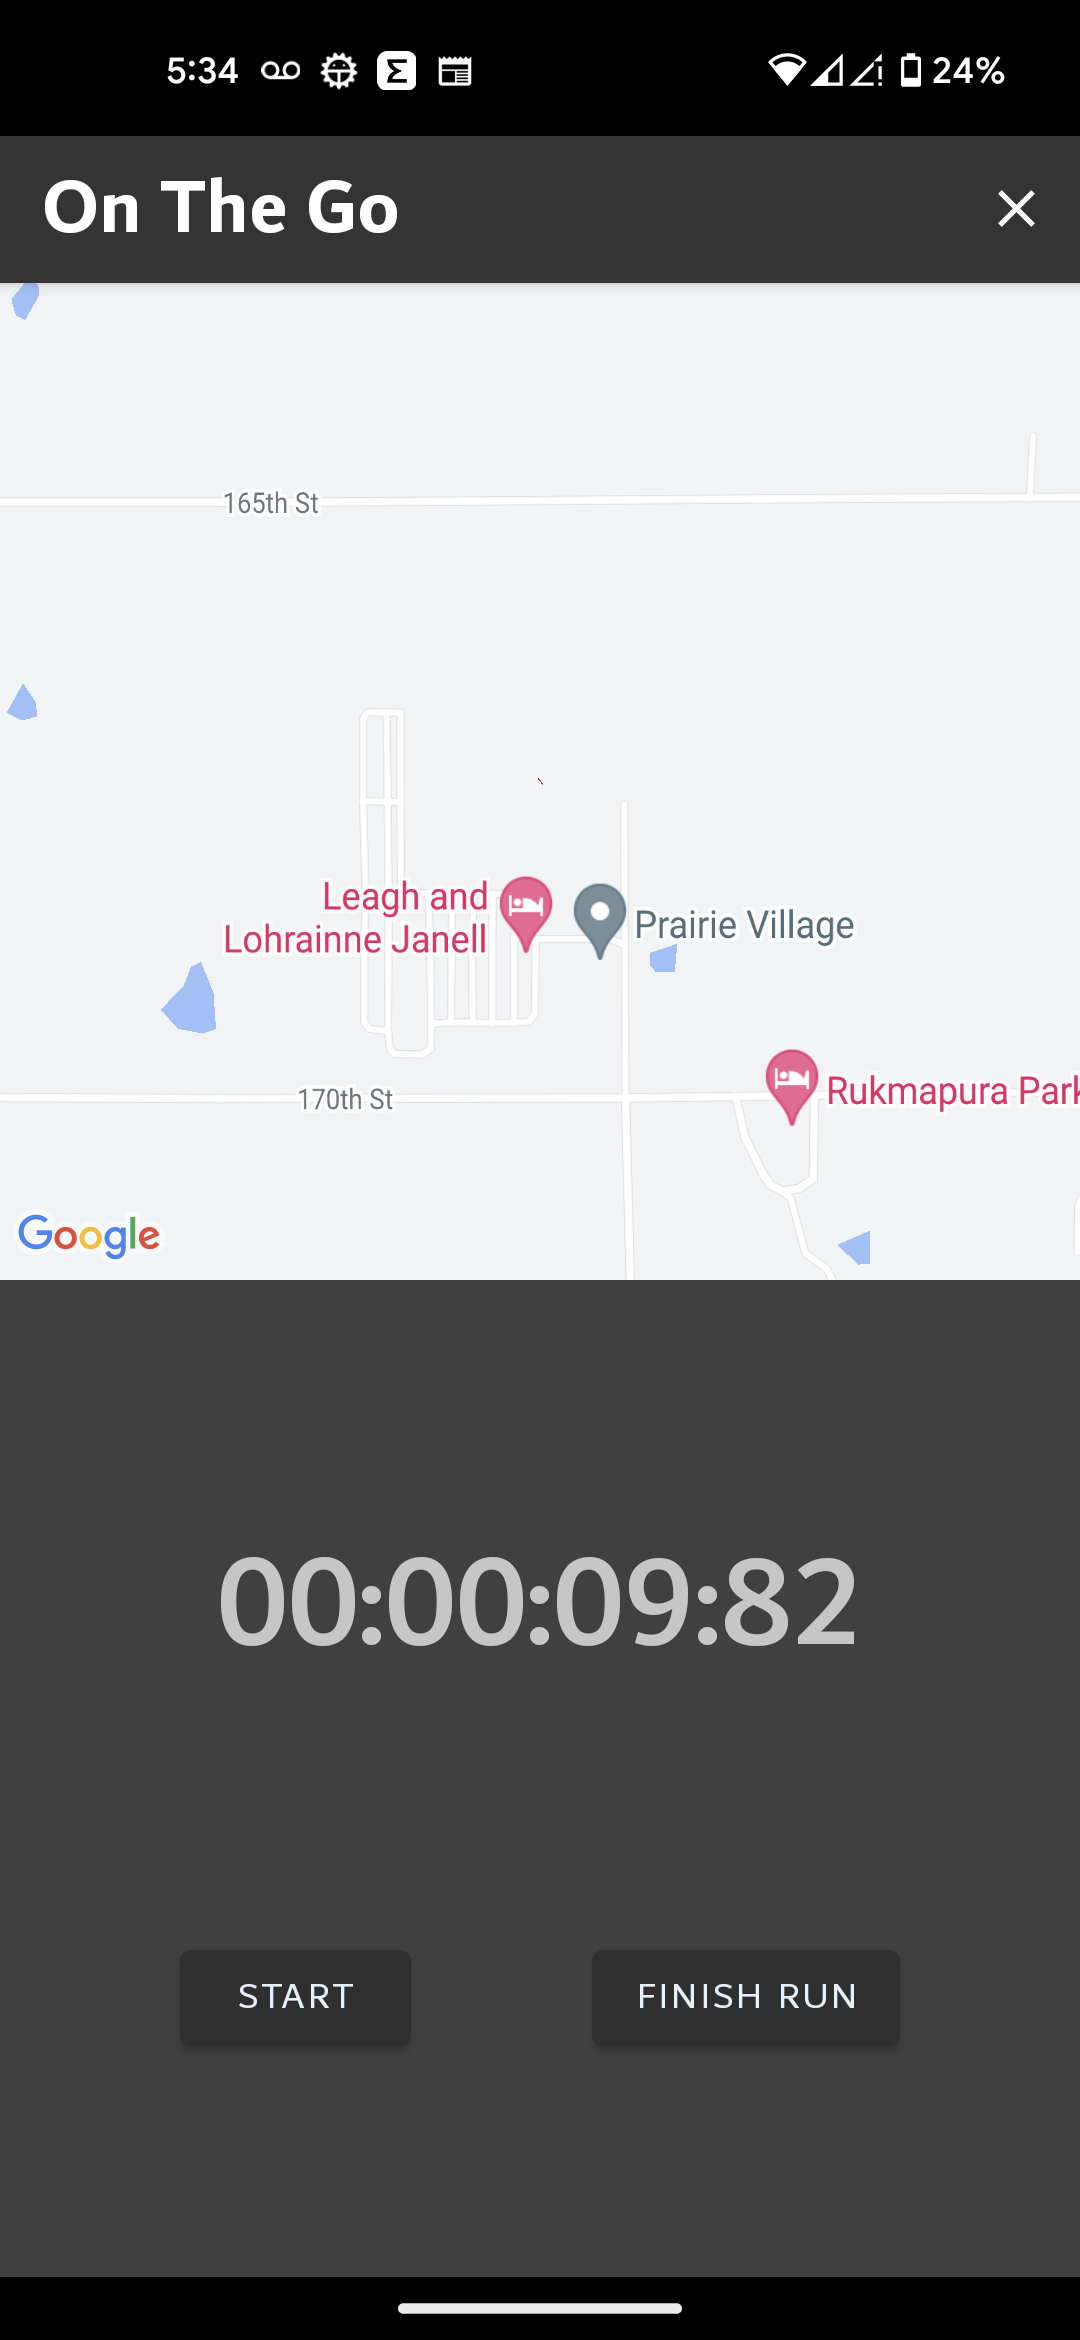 5:34 24%
On The Go
165th St
Leagh and
Lohrainne Janell
Prairie Village
170th St
Rukmapura Park
Google
00:00:09:82
START FINISH RUN